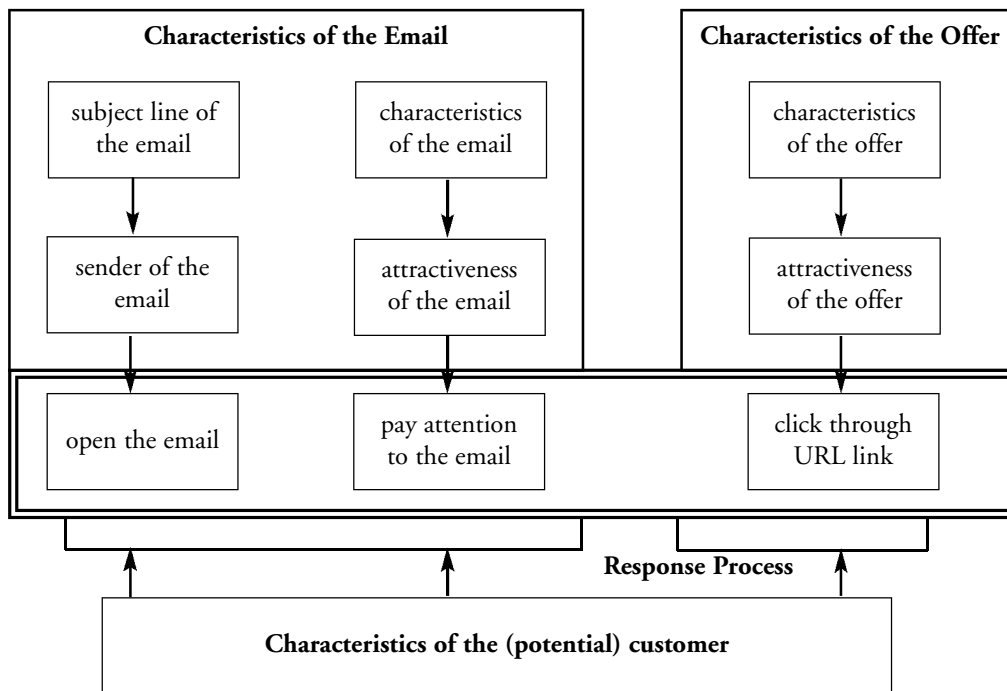 Characteristics of the Email
Characteristics of the Offer
subject line of
the email
characteristics
of the email
characteristics
of the offer
sender of the
email
attractiveness
of the email
attractiveness
of the offer
open the email
pay attention
to the email
click through
URL link
Response Process
Characteristics of the (potential) customer